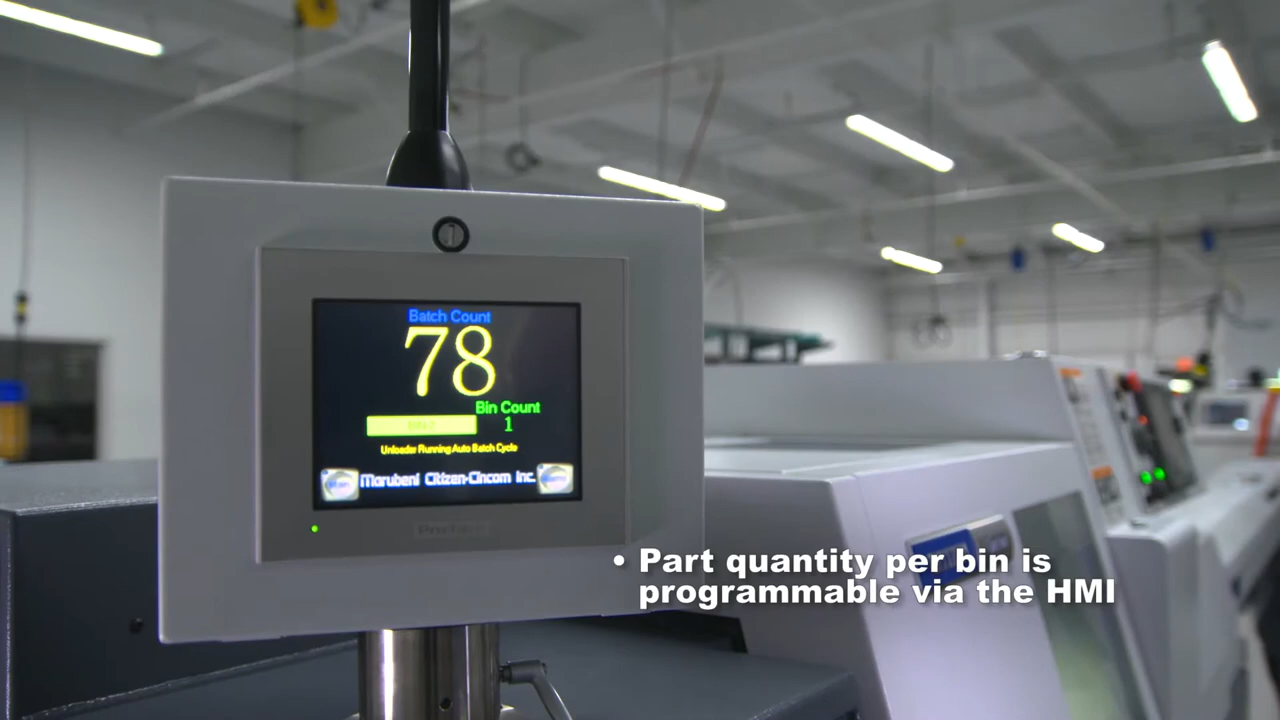 Batch Count
78
Bin Count
1
Unloader Running Auto Batch Cycle
Marubeni Citizen-Cincom Inc.
• Part quantity per bin is
programmable via the HMI